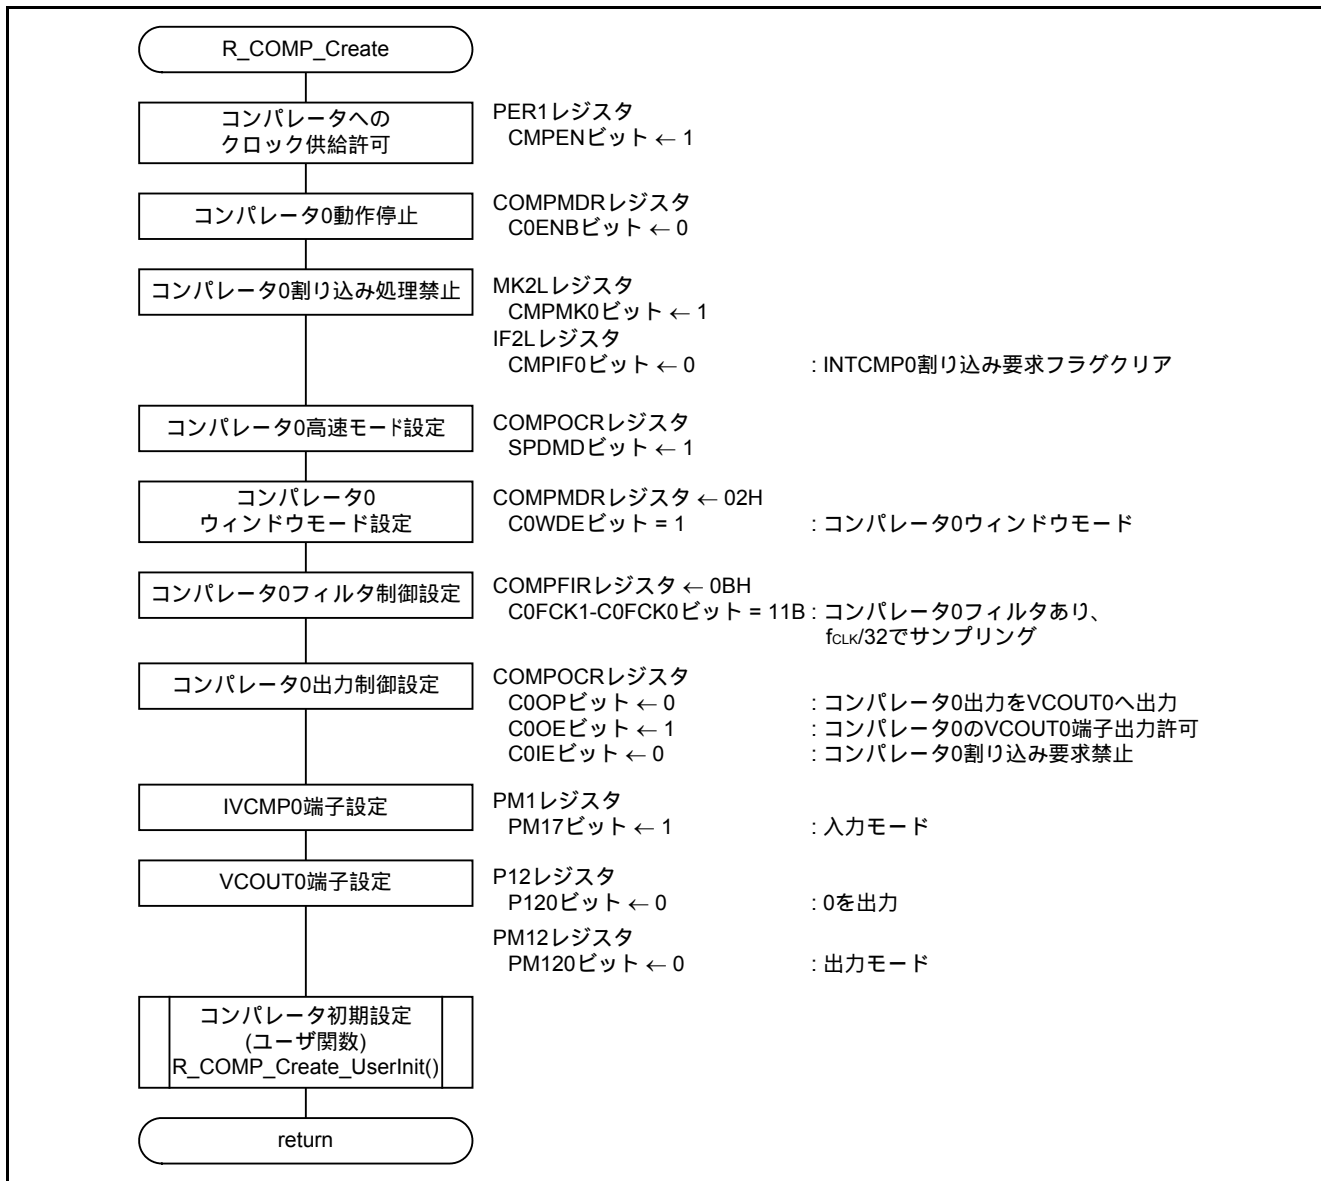 R_COMP_Create
コンパレータへの
クロック供給許可
PER1レジスタ
CMPENビット ← 1
コンパレータ0動作停止
COMPMDRレジスタ
C0ENBビット ← 0
コンパレータ0割り込み処理禁止
MK2Lレジスタ
CMPMK0ビット ← 1
IF2Lレジスタ
CMPIF0ビット ← 0 : INTCMP0割り込み要求フラグクリア
コンパレータ0高速モード設定
COMPOCRレジスタ
SPDMDビット ← 1
コンパレータ0
ウィンドウモード設定
COMPMDRレジスタ ← 02H
C0WDEビット = 1 : コンパレータ0ウィンドウモード
コンパレータ0フィルタ制御設定
COMPFIRレジスタ ← 0BH
C0FCK1-C0FCK0ビット = 11B : コンパレータ0フィルタあり、
fCLK/32でサンプリング
コンパレータ0出力制御設定
COMPOCRレジスタ
C0OPビット ← 0 : コンパレータ0出力をVCOUT0へ出力
C0OEビット ← 1 : コンパレータ0のVCOUT0端子出力許可
C0IEビット ← 0 : コンパレータ0割り込み要求禁止
IVCMP0端子設定
PM1レジスタ
PM17ビット ← 1 : 入力モード
VCOUT0端子設定
P12レジスタ
P120ビット ← 0 : 0を出力
PM12レジスタ
PM120ビット ← 0 : 出力モード
コンパレータ初期設定
(ユーザ関数)
R_COMP_Create_UserInit()
return